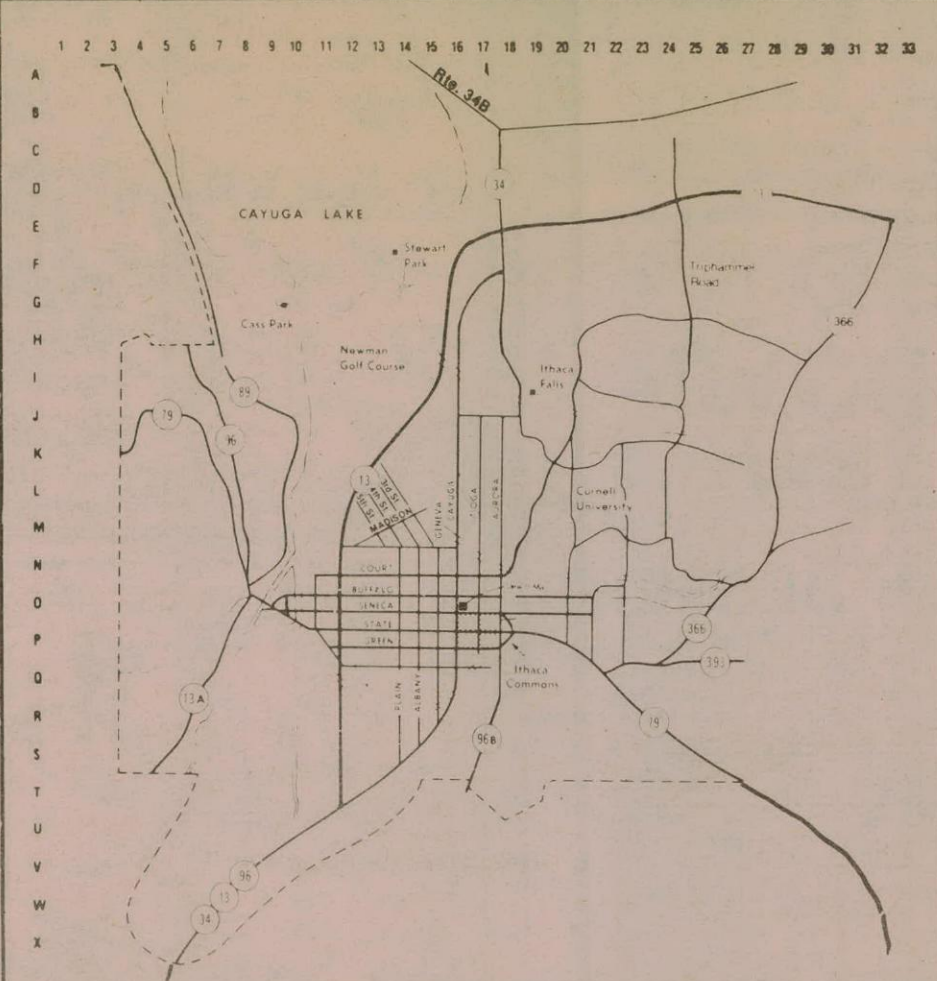 1 2 3 4 5 6 7 8 9 10 11 12 13 14 15 16 17 18 19 20 21 22 23 24 25 26 27 28 29 30 31 32 33
A
Rte. 34B
B
C
D
34
CAYUGA LAKE
E
Stewart
Park
F
Triphammer
Road
G
Cass Park
366
H
Newman
Golf Course
I
Ithaca
Falls
89
J
79
96
K
13
3rd St.
4th St.
5th St.
MADISON
L
GENEVA
CAYUGA
TIOGA
AURORA
Cornell
University
M
N
COURT
BUFFALO
O
SENECA
STATE
366
P
GREEN
393
Ithaca
Commons
Q
PLAIN
ALBANY
13A
R
79
96B
S
T
U
V
96
13
W
34
X